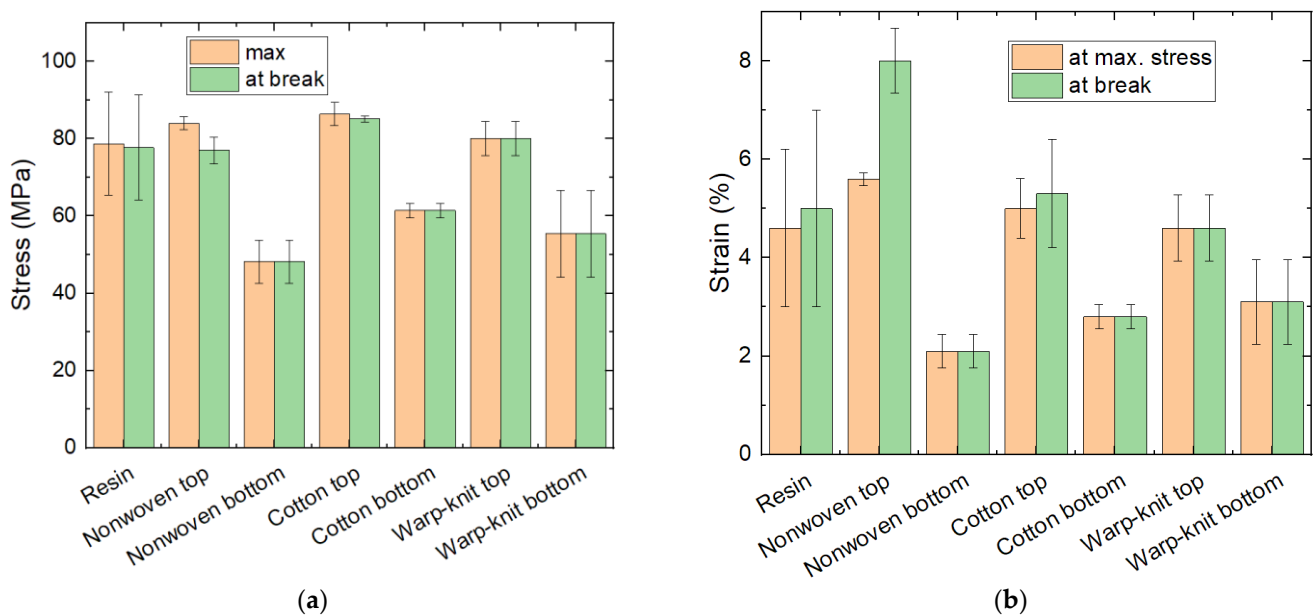 100
80
60
40
20
0
Stress (MPa)
max
at break
Resin
Nonwoven top
Nonwoven bottom
Cotton top
Cotton bottom
Warp-knit top
Warp-knit bottom
(a)
8
6
4
2
0
Strain (%)
at max. stress
at break
Resin
Nonwoven top
Nonwoven bottom
Cotton top
Cotton bottom
Warp-knit top
Warp-knit bottom
(b)